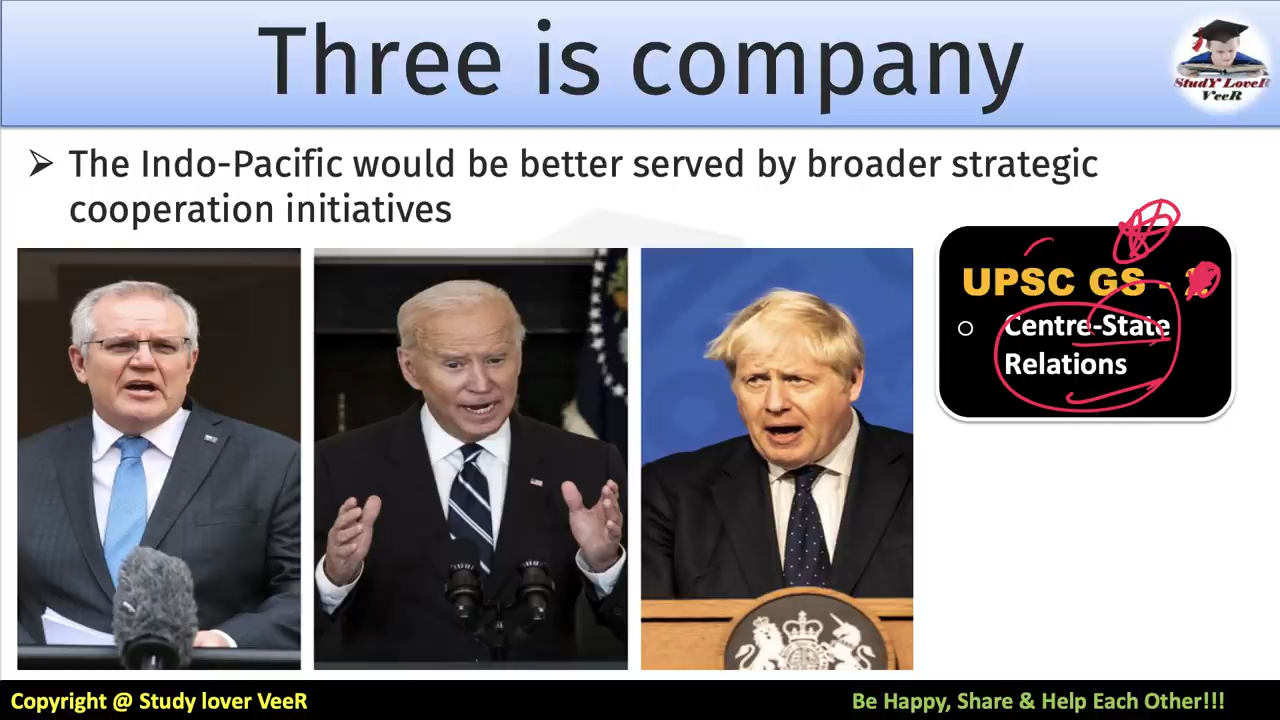 Three is company
StudY LoveR
VeeR
➢ The Indo-Pacific would be better served by broader strategic
cooperation initiatives
UPSC GS -
○ Centre-State
Relations
Copyright @ Study lover VeeR
Be Happy, Share & Help Each Other!!!